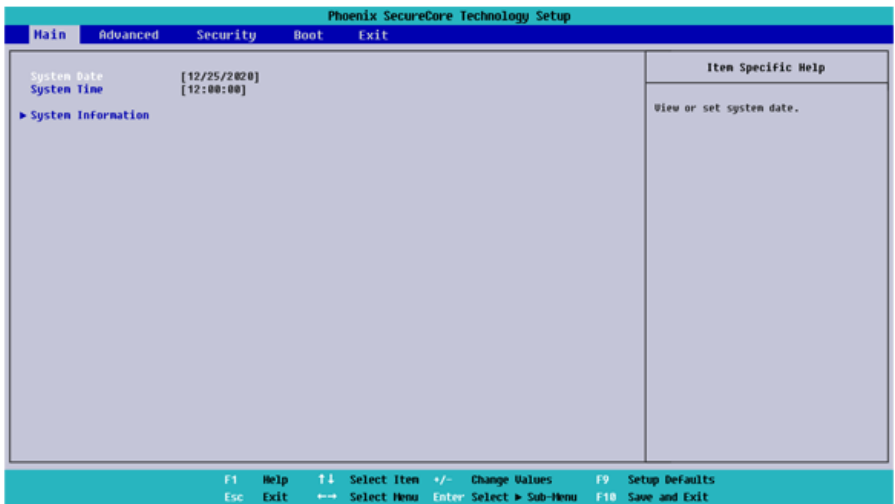 Phoenix SecureCore Technology Setup
Main Advanced Security Boot Exit
Item Specific Help
System Date [12/25/2020]
System Time [12:00:00]
View or set system date.
▶ System Information
F1 Help ↑↓ Select Item +/- Change Values F9 Setup Defaults
Esc Exit ←→ Select Menu Enter Select ▶ Sub-Menu F10 Save and Exit